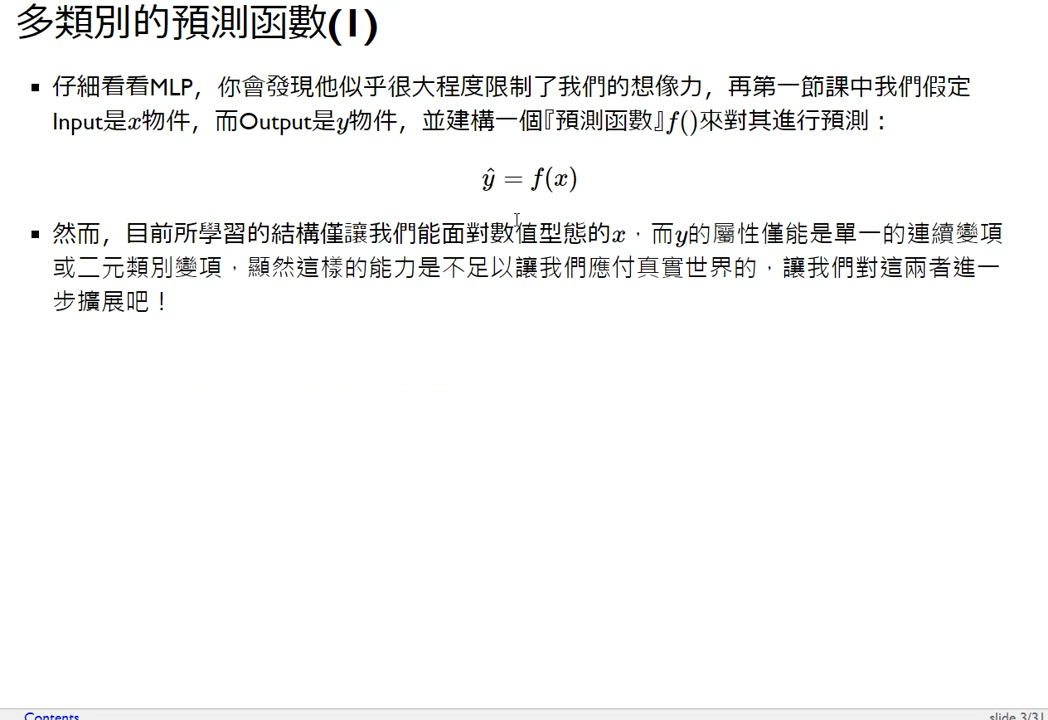 多類別的預測函數(1)
仔細看看MLP，你會發現他似乎很大程度限制了我們的想像力，再第一節課中我們假定
Input是x物件，而Output是y物件，並建構一個『預測函數』f()來對其進行預測：
ŷ = f(x)
然而，目前所學習的結構僅讓我們能面對數值型態的x，而y的屬性僅能是單一的連續變項
或二元類別變項，顯然這樣的能力是不足以讓我們應付真實世界的，讓我們對這兩者進一
步擴展吧！
Contents
slide 3/31